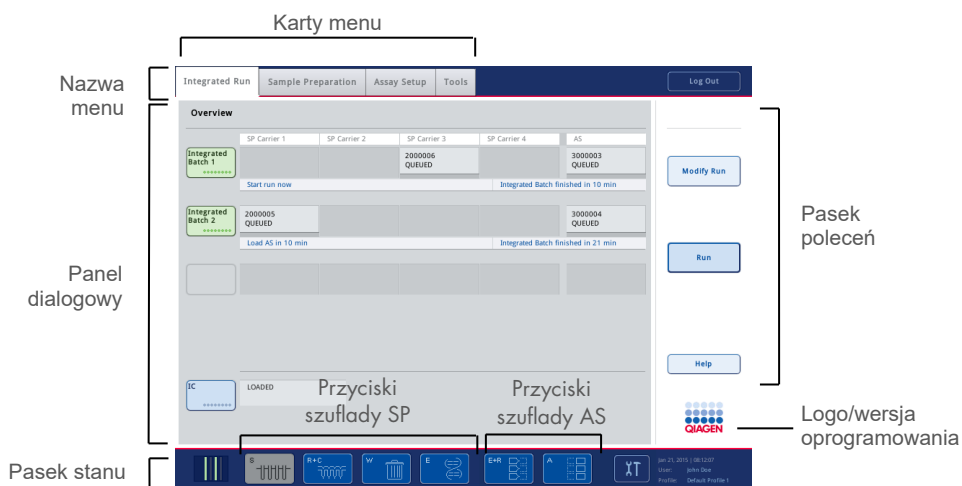 Karty menu
Nazwa
menu
Integrated Run
Sample Preparation
Assay Setup
Tools
Log Out
Overview
SP Carrier 1
SP Carrier 2
SP Carrier 3
SP Carrier 4
AS
Integrated
Batch 1
2000006
QUEUED
3000003
QUEUED
Start run now
Integrated Batch finished in 10 min
Modify Run
Integrated
Batch 2
2000005
QUEUED
3000004
QUEUED
Load AS in 10 min
Integrated Batch finished in 21 min
Pasek
poleceń
Run
Panel
dialogowy
Help
IC
LOADED
Przyciski
szuflady SP
Przyciski
szuflady AS
QIAGEN
Logo/wersja
oprogramowania
Pasek stanu
S
R+C
W
E
E+R
A
Jan 21, 2015 | 08:12:07
User: John Doe
Profile: Default Profile 1